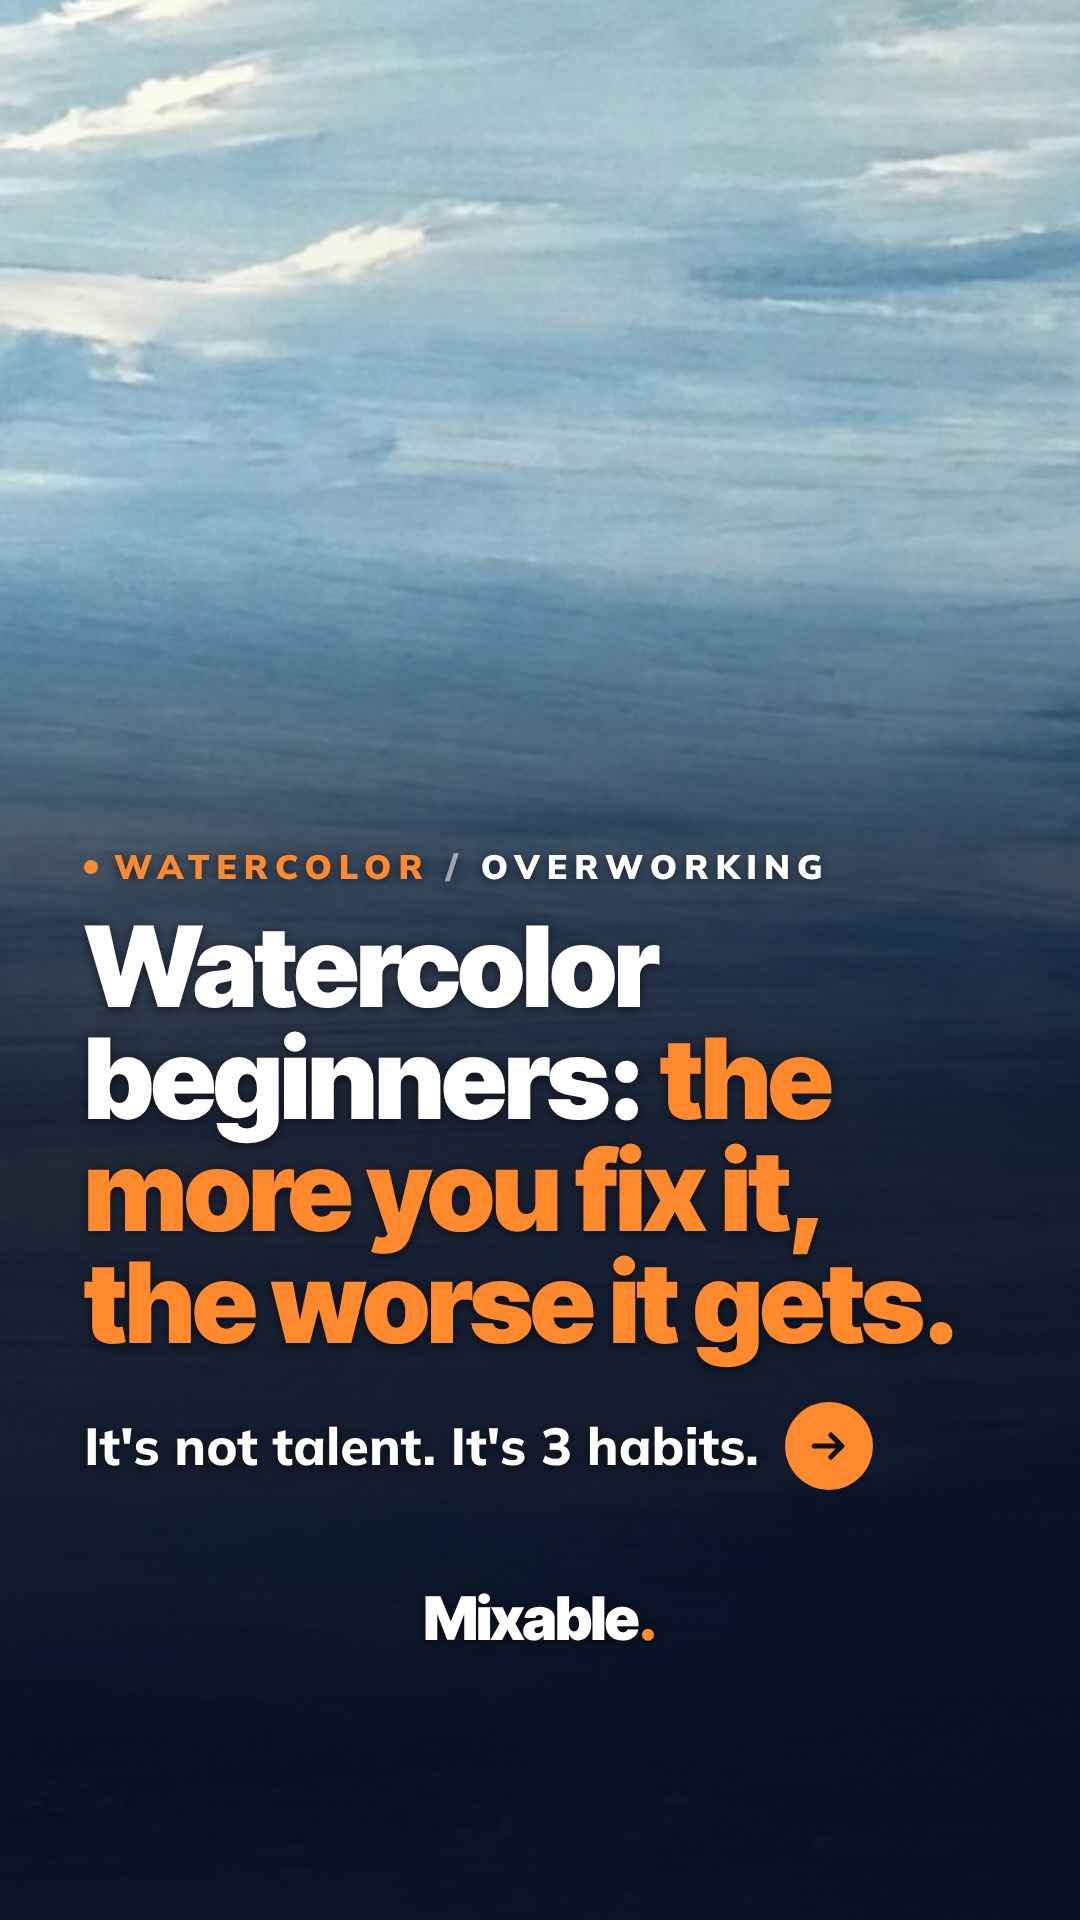 • WATERCOLOR / OVERWORKING
Watercolor
beginners: the
more you fix it,
the worse it gets.
It's not talent. It's 3 habits. →
Mixable.